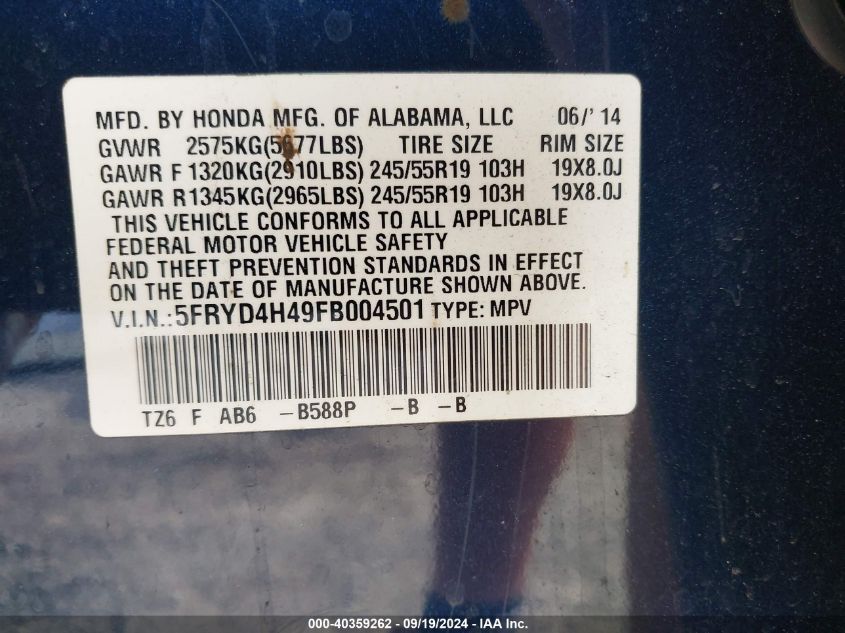 MFD. BY HONDA MFG. OF ALABAMA, LLC 06/'14
GVWR 2575KG(5677LBS) TIRE SIZE RIM SIZE
GAWR F 1320KG(2910LBS) 245/55R19 103H 19X8.0J
GAWR R 1345KG(2965LBS) 245/55R19 103H 19X8.0J
THIS VEHICLE CONFORMS TO ALL APPLICABLE
FEDERAL MOTOR VEHICLE SAFETY
AND THEFT PREVENTION STANDARDS IN EFFECT
ON THE DATE OF MANUFACTURE SHOWN ABOVE.
V.I.N.:5FRYD4H49FB004501 TYPE: MPV
TZ6 F AB6 -B588P -B -B
000-40359262 - 09/19/2024 - IAA Inc.